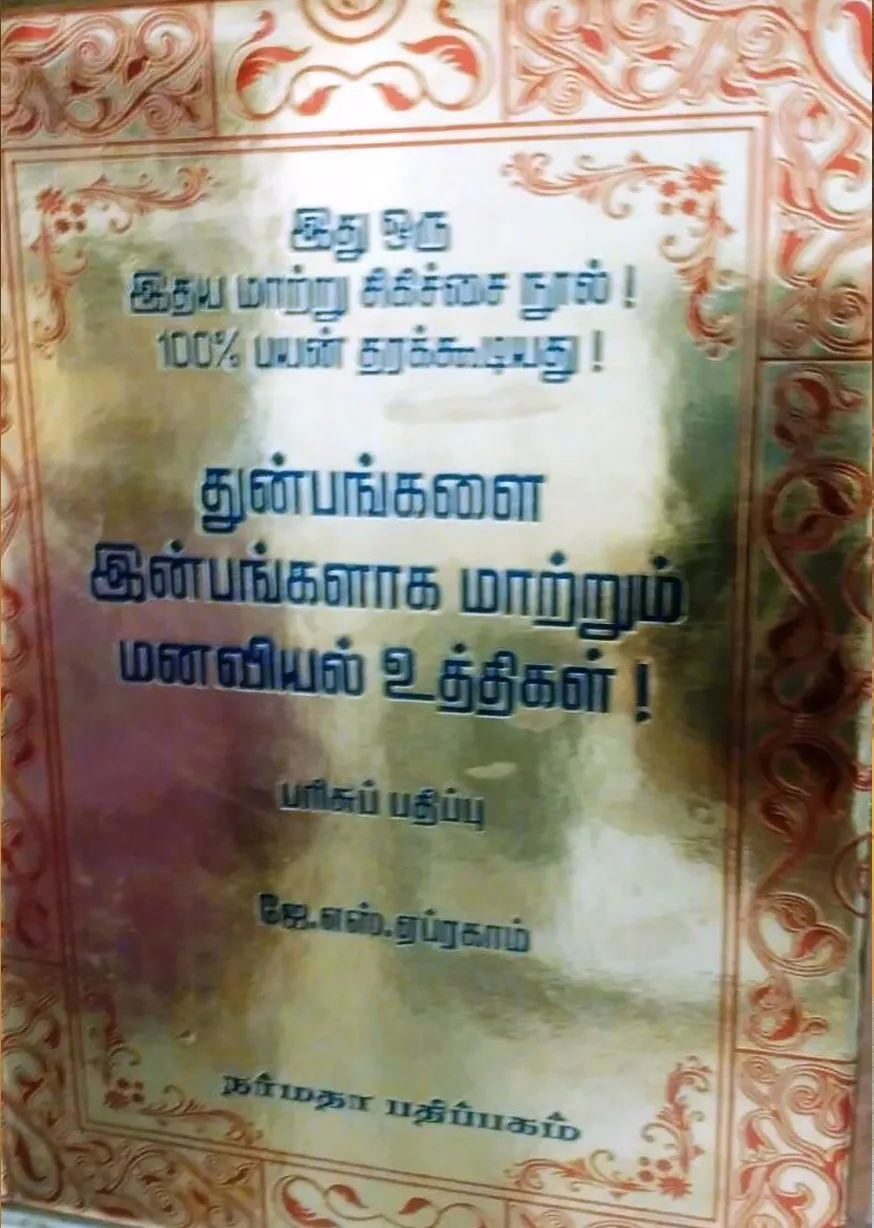 இது ஒரு
இதய மாற்று சிகிச்சை நூல் !
100% பயன் தரக்கூடியது !
துன்பங்களை
இன்பங்களாக மாற்றும்
மனவியல் உத்திகள் !
பரிசுப் பதிப்பு
ஜே.எஸ்.ஏப்ரகாம்
நர்மதா பதிப்பகம்